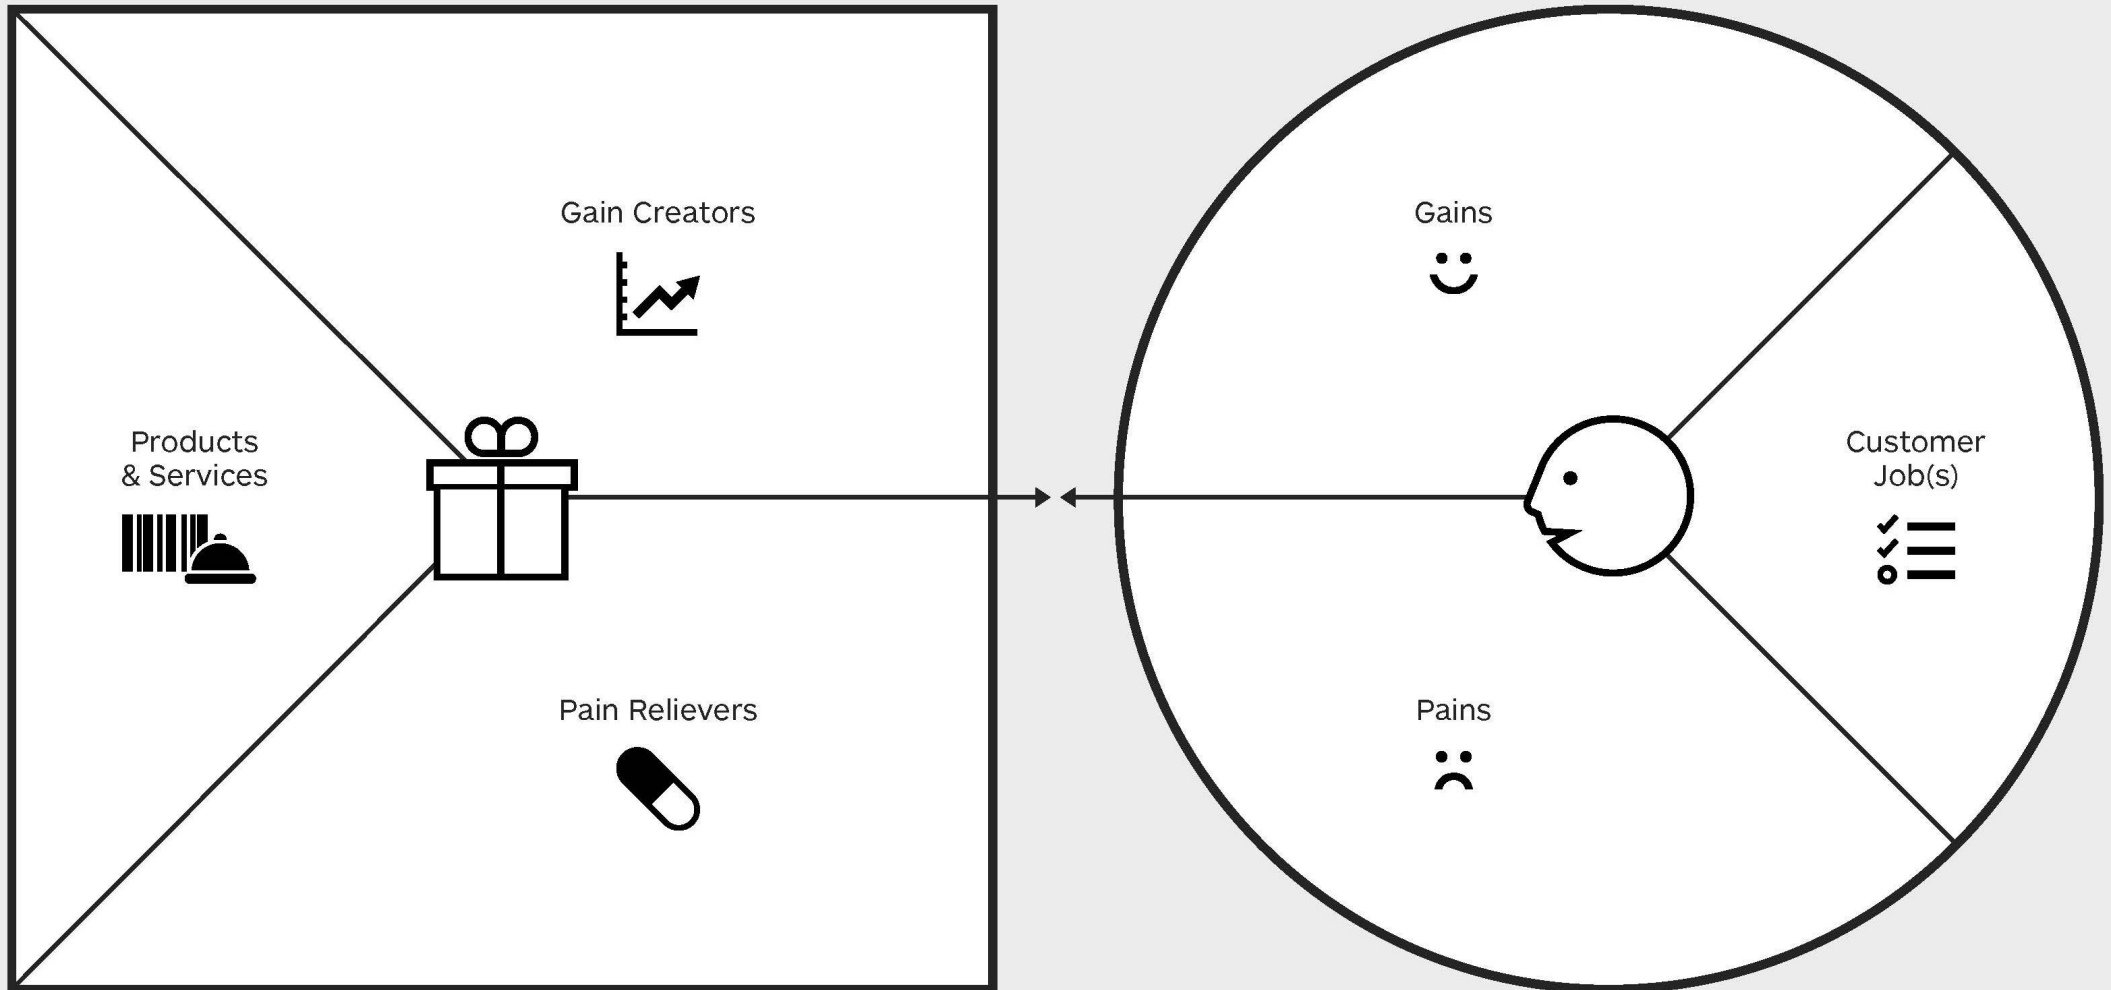 Gain Creators
Products
& Services
Pain Relievers
Gains
Customer
Job(s)
Pains